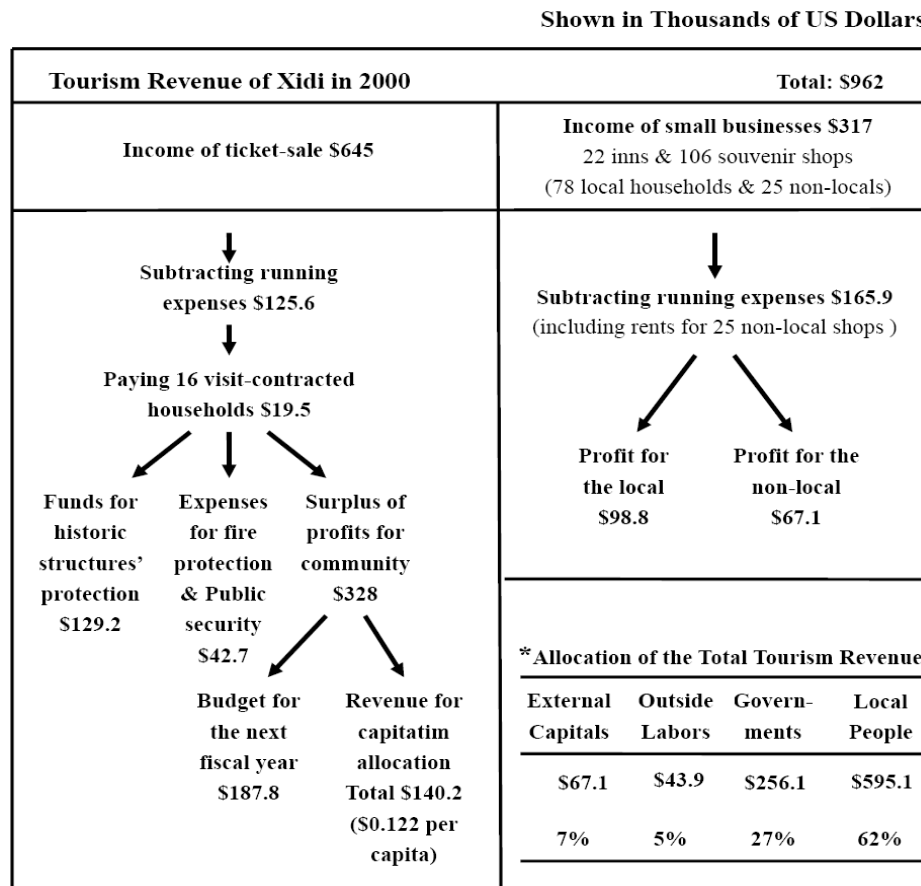 Shown in Thousands of US Dollars
Tourism Revenue of Xidi in 2000
Total: $962
Income of ticket-sale $645
Income of small businesses $317
22 inns & 106 souvenir shops
(78 local households & 25 non-locals)
Subtracting running
expenses $125.6
Paying 16 visit-contracted
households $19.5
Funds for
historic
structures’
protection
$129.2
Expenses
for fire
protection
& Public
security
$42.7
Surplus of
profits for
community
$328
Budget for
the next
fiscal year
$187.8
Revenue for
capitatim
allocation
Total $140.2
($0.122 per
capita)
Subtracting running expenses $165.9
(including rents for 25 non-local shops )
Profit for
the local
$98.8
Profit for the
non-local
$67.1
*Allocation of the Total Tourism Revenue
External
Capitals
Outside
Labors
Govern-
ments
Local
People
$67.1 $43.9 $256.1 $595.1
7% 5% 27% 62%